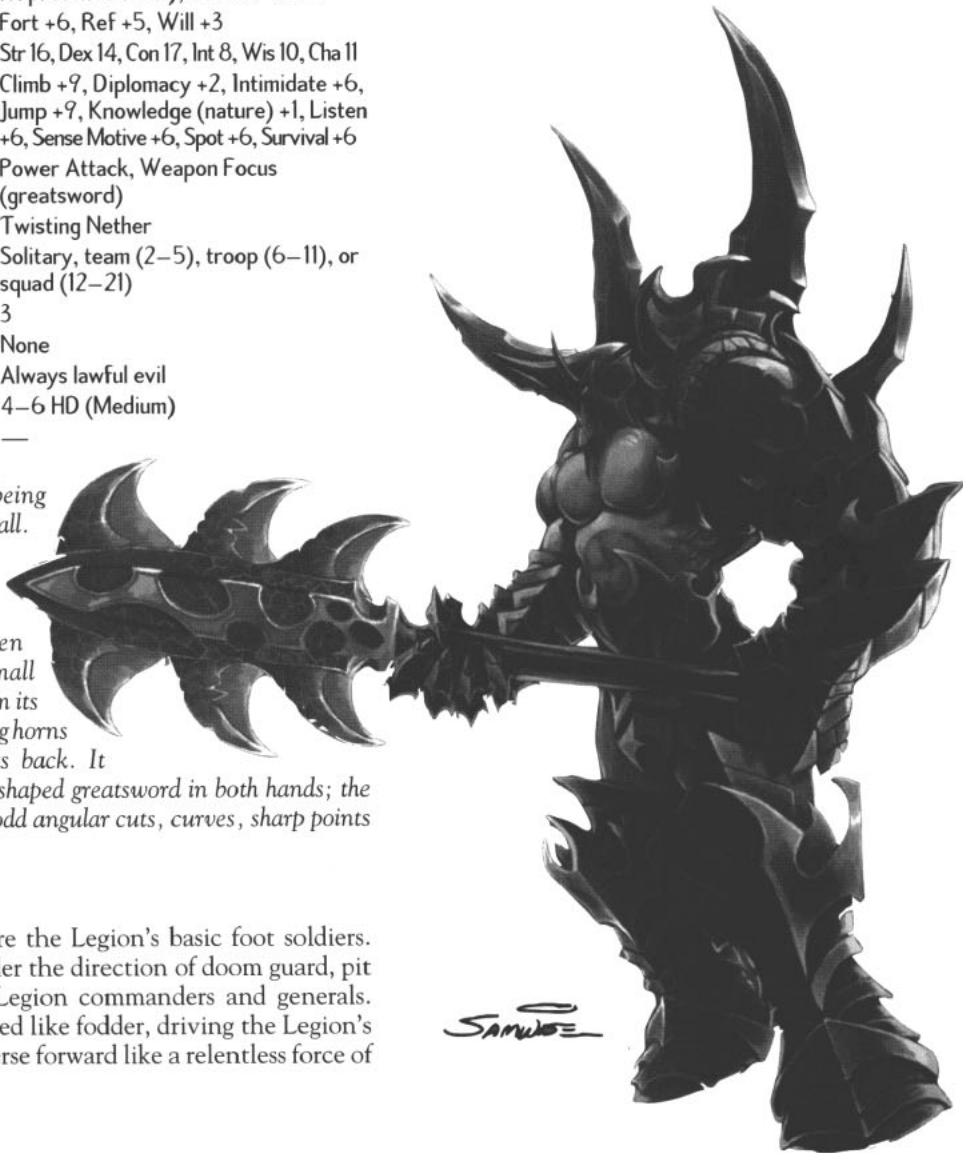 Fort +6, Ref +5, Will +3
Str 16, Dex 14, Con 17, Int 8, Wis 10, Cha 11
Climb +9, Diplomacy +2, Intimidate +6,
Jump +9, Knowledge (nature) +1, Listen
+6, Sense Motive +6, Spot +6, Survival +6
Power Attack, Weapon Focus
(greatsword)
Twisting Nether
Solitary, team (2–5), troop (6–11), or
squad (12–21)
3
None
Always lawful evil
4–6 HD (Medium)
—
being
all.
en
nall
n its
g horns
s back. It
shaped greatsword in both hands; the
odd angular cuts, curves, sharp points
re the Legion's basic foot soldiers.
der the direction of doom guard, pit
Legion commanders and generals.
ed like fodder, driving the Legion's
erse forward like a relentless force of
SAMWISE